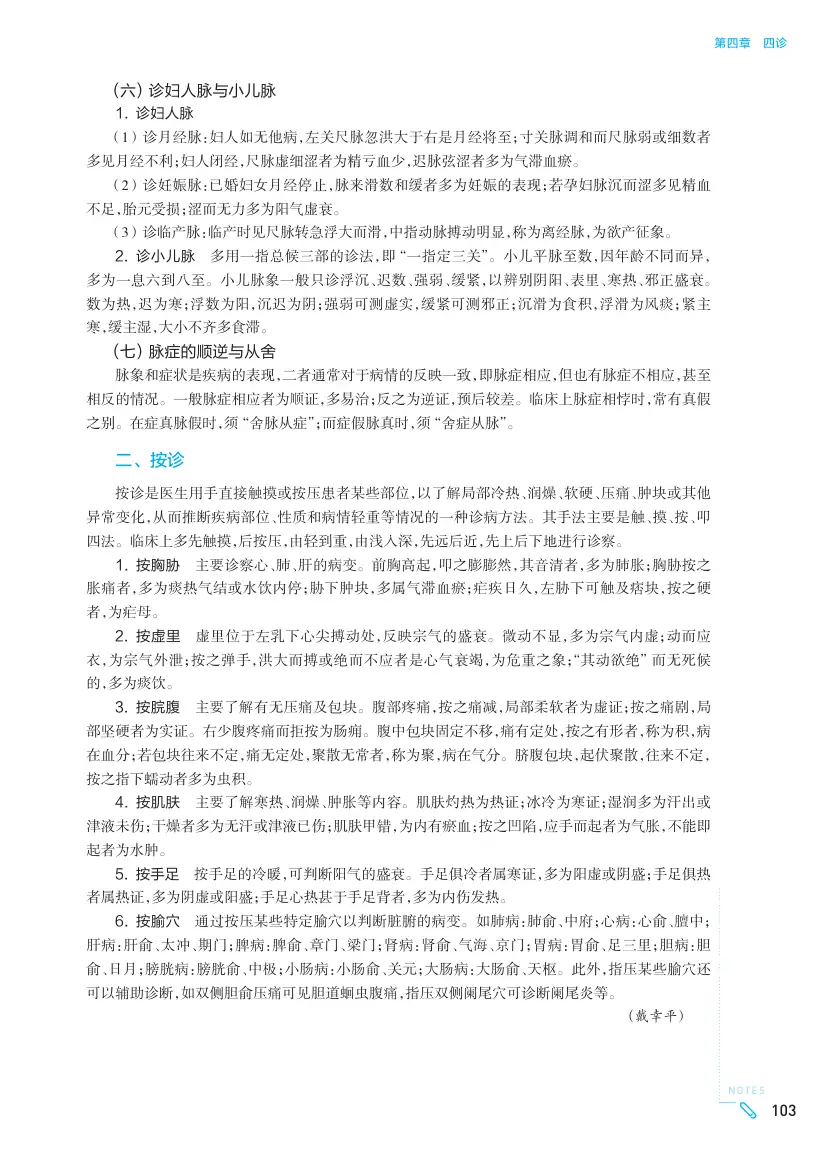 第四章　四诊
（六）诊妇人脉与小儿脉
1. 诊妇人脉
（1）诊月经脉：妇人如无他病，左关尺脉忽洪大于右是月经将至；寸关脉调和而尺脉弱或细数者
多见月经不利；妇人闭经，尺脉虚细涩者为精亏血少，迟脉弦涩者多为气滞血瘀。
（2）诊妊娠脉：已婚妇女月经停止，脉来滑数和缓者多为妊娠的表现；若孕妇脉沉而涩多见精血
不足，胎元受损；涩而无力多为阳气虚衰。
（3）诊临产脉：临产时见尺脉转急浮大而滑，中指动脉搏动明显，称为离经脉，为欲产征象。
2. 诊小儿脉　多用一指总候三部的诊法，即“一指定三关”。小儿平脉至数，因年龄不同而异，
多为一息六到八至。小儿脉象一般只诊浮沉、迟数、强弱、缓紧，以辨别阴阳、表里、寒热、邪正盛衰。
数为热，迟为寒；浮数为阳，沉迟为阴；强弱可测虚实，缓紧可测邪正；沉滑为食积，浮滑为风痰；紧主
寒，缓主湿，大小不齐多食滞。
（七）脉症的顺逆与从舍
脉象和症状是疾病的表现，二者通常对于病情的反映一致，即脉症相应，但也有脉症不相应，甚至
相反的情况。一般脉症相应者为顺证，多易治；反之为逆证，预后较差。临床上脉症相悖时，常有真假
之别。在症真脉假时，须“舍脉从症”；而症假脉真时，须“舍症从脉”。
二、按诊
按诊是医生用手直接触摸或按压患者某些部位，以了解局部冷热、润燥、软硬、压痛、肿块或其他
异常变化，从而推断疾病部位、性质和病情轻重等情况的一种诊病方法。其手法主要是触、摸、按、叩
四法。临床上多先触摸，后按压，由轻到重，由浅入深，先远后近，先上后下地进行诊察。
1. 按胸胁　主要诊察心、肺、肝的病变。前胸高起，叩之膨膨然，其音清者，多为肺胀；胸胁按之
胀痛者，多为痰热气结或水饮内停；胁下肿块，多属气滞血瘀；疟疾日久，左胁下可触及痞块，按之硬
者，为疟母。
2. 按虚里　虚里位于左乳下心尖搏动处，反映宗气的盛衰。微动不显，多为宗气内虚；动而应
衣，为宗气外泄；按之弹手，洪大而搏或绝而不应者是心气衰竭，为危重之象；“其动欲绝”而无死候
的，多为痰饮。
3. 按脘腹　主要了解有无压痛及包块。腹部疼痛，按之痛减，局部柔软者为虚证；按之痛剧，局
部坚硬者为实证。右少腹疼痛而拒按为肠痈。腹中包块固定不移，痛有定处，按之有形者，称为积，病
在血分；若包块往来不定，痛无定处，聚散无常者，称为聚，病在气分。脐腹包块，起伏聚散，往来不定，
按之指下蠕动者多为虫积。
4. 按肌肤　主要了解寒热、润燥、肿胀等内容。肌肤灼热为热证；冰冷为寒证；湿润多为汗出或
津液未伤；干燥者多为无汗或津液已伤；肌肤甲错，为内有瘀血；按之凹陷，应手而起者为气胀，不能即
起者为水肿。
5. 按手足　按手足的冷暖，可判断阳气的盛衰。手足俱冷者属寒证，多为阳虚或阴盛；手足俱热
者属热证，多为阴虚或阳盛；手足心热甚于手足背者，多为内伤发热。
6. 按腧穴　通过按压某些特定腧穴以判断脏腑的病变。如肺病：肺俞、中府；心病：心俞、膻中；
肝病：肝俞、太冲、期门；脾病：脾俞、章门、梁门；肾病：肾俞、气海、京门；胃病：胃俞、足三里；胆病：胆
俞、日月；膀胱病：膀胱俞、中极；小肠病：小肠俞、关元；大肠病：大肠俞、天枢。此外，指压某些腧穴还
可以辅助诊断，如双侧胆俞压痛可见胆道蛔虫腹痛，指压双侧阑尾穴可诊断阑尾炎等。
（戴幸平）
NOTES
103